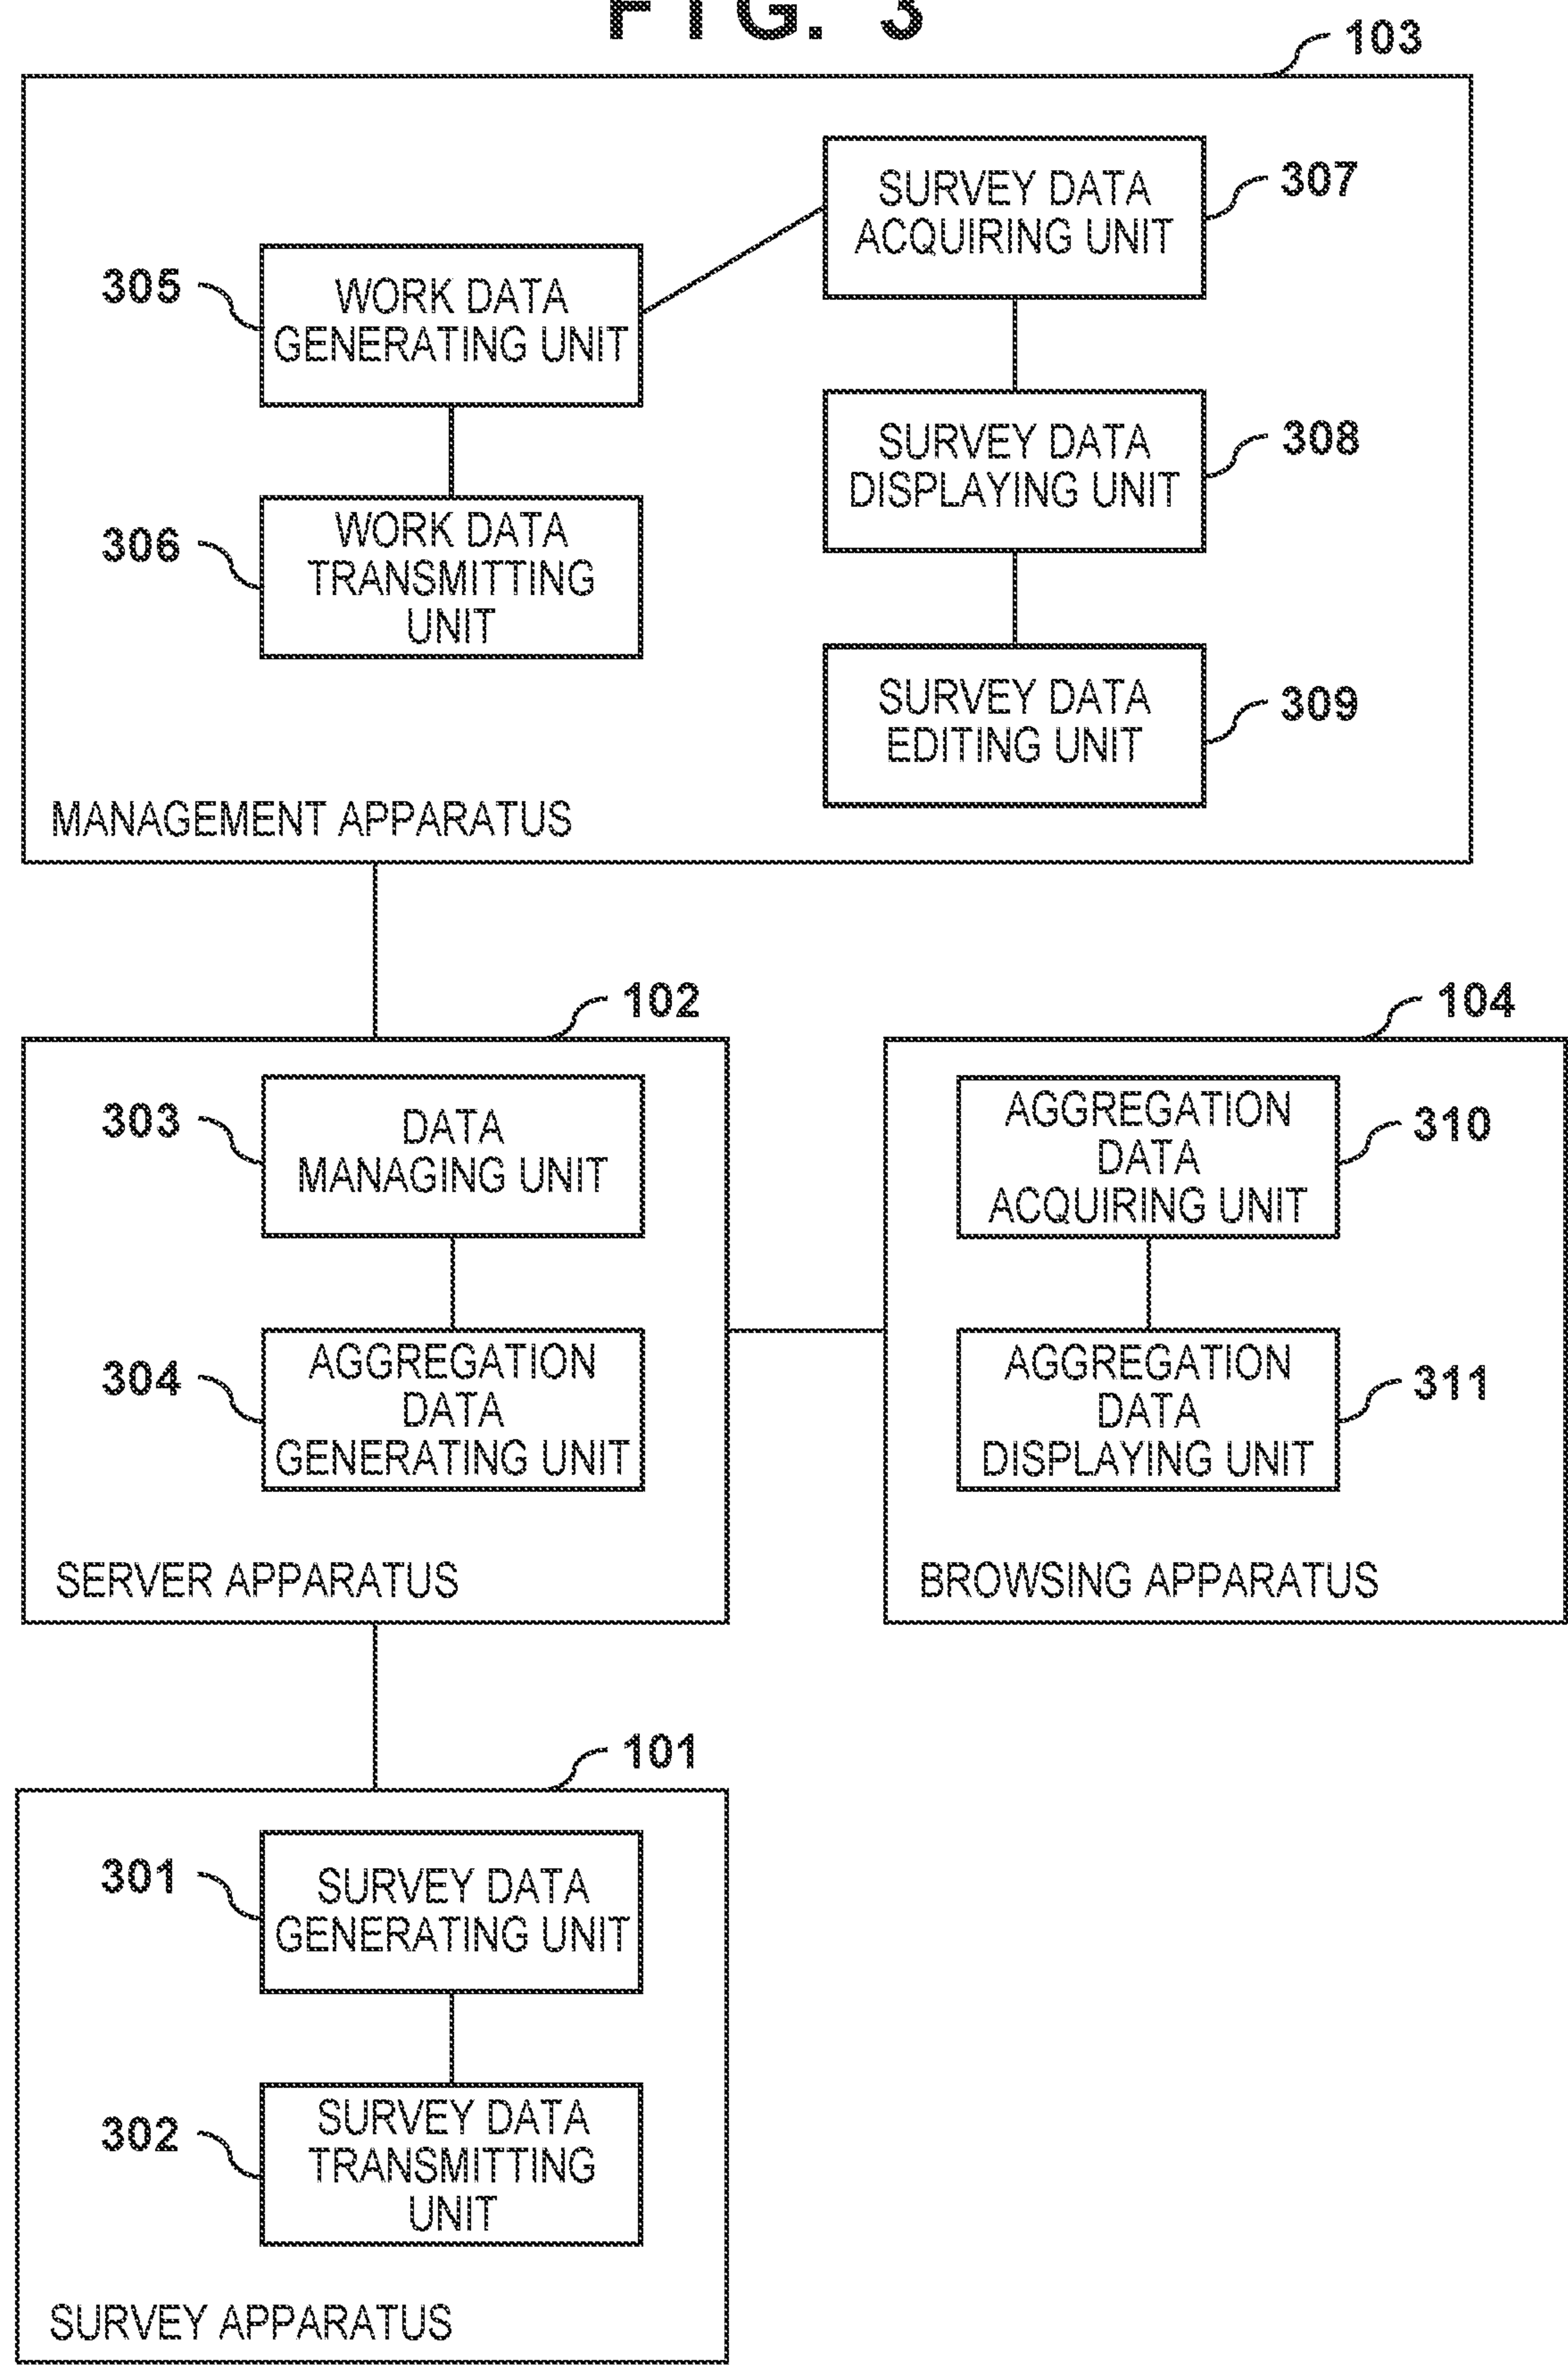 FIG. 3
103
SURVEY DATA
ACQUIRING UNIT
307
305
WORK DATA
GENERATING UNIT
SURVEY DATA
DISPLAYING UNIT
308
306
WORK DATA
TRANSMITTING
UNIT
SURVEY DATA
EDITING UNIT
309
MANAGEMENT APPARATUS
102
303
DATA
MANAGING UNIT
304
AGGREGATION
DATA
GENERATING UNIT
SERVER APPARATUS
104
AGGREGATION
DATA
ACQUIRING UNIT
310
AGGREGATION
DATA
DISPLAYING UNIT
311
BROWSING APPARATUS
101
301
SURVEY DATA
GENERATING UNIT
302
SURVEY DATA
TRANSMITTING
UNIT
SURVEY APPARATUS